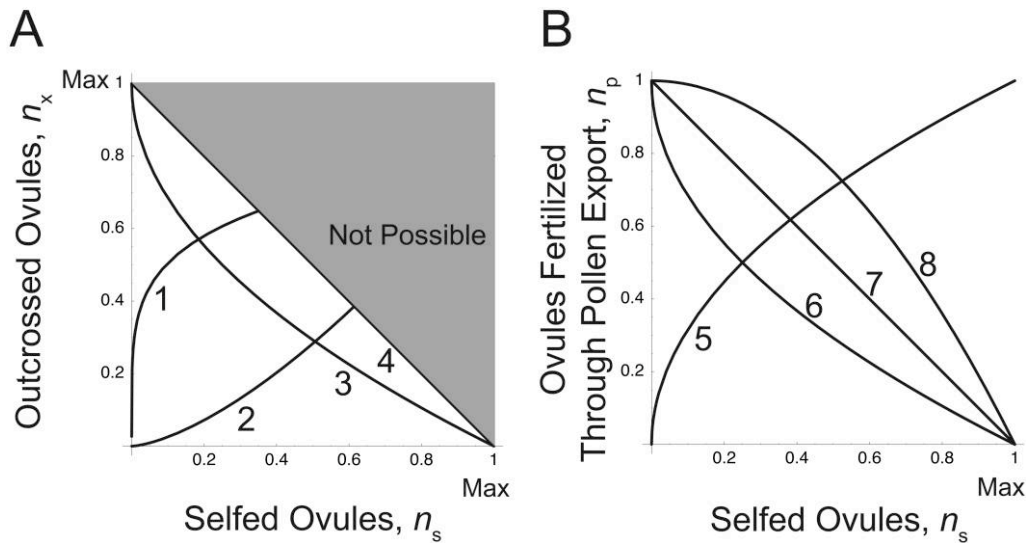 A
Max 1
0.8
0.6
0.4
0.2
0.2 0.4 0.6 0.8 1
Max
Outcrossed Ovules, nx
Selfed Ovules, ns
Not Possible
1
2
3
4
B
1
0.8
0.6
0.4
0.2
0.2 0.4 0.6 0.8 1
Max
Ovules Fertilized
Through Pollen Export, np
Selfed Ovules, ns
5
6
7
8